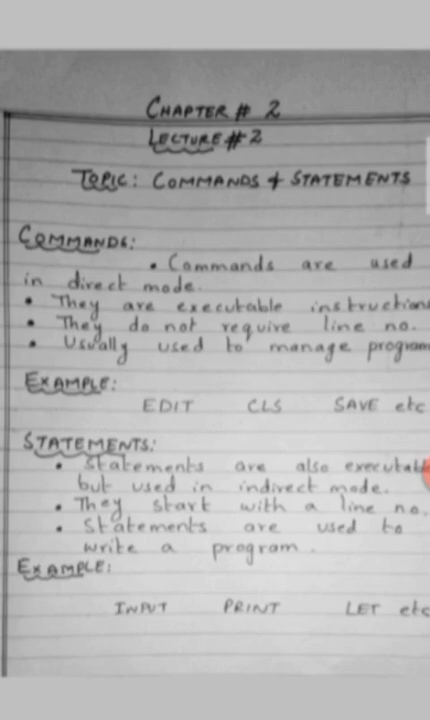 CHAPTER # 2
LECTURE # 2
TOPIC: COMMANDS & STATEMENTS
COMMANDS:
• Commands are used
in direct mode.
• They are executable instruction
• They do not require line no.
• Usually used to manage program
EXAMPLE:
EDIT CLS SAVE etc
STATEMENTS:
• Statements are also executabl
but used in indirect mode.
• They start with a line no.
• Statements are used to
write a program.
EXAMPLE:
INPUT PRINT LET etc